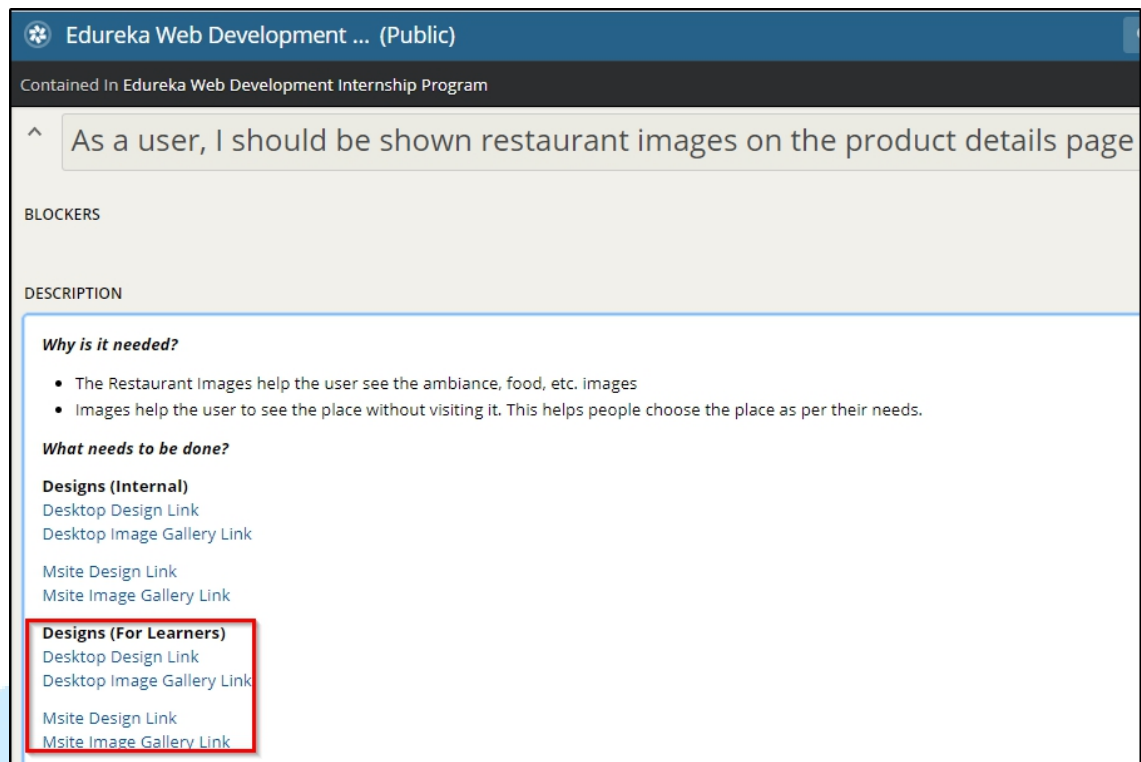 Edureka Web Development ... (Public)
Contained In Edureka Web Development Internship Program
As a user, I should be shown restaurant images on the product details page
BLOCKERS
DESCRIPTION
Why is it needed?
• The Restaurant Images help the user see the ambiance, food, etc. images
• Images help the user to see the place without visiting it. This helps people choose the place as per their needs.
What needs to be done?
Designs (Internal)
Desktop Design Link
Desktop Image Gallery Link
Msite Design Link
Msite Image Gallery Link
Designs (For Learners)
Desktop Design Link
Desktop Image Gallery Link
Msite Design Link
Msite Image Gallery Link